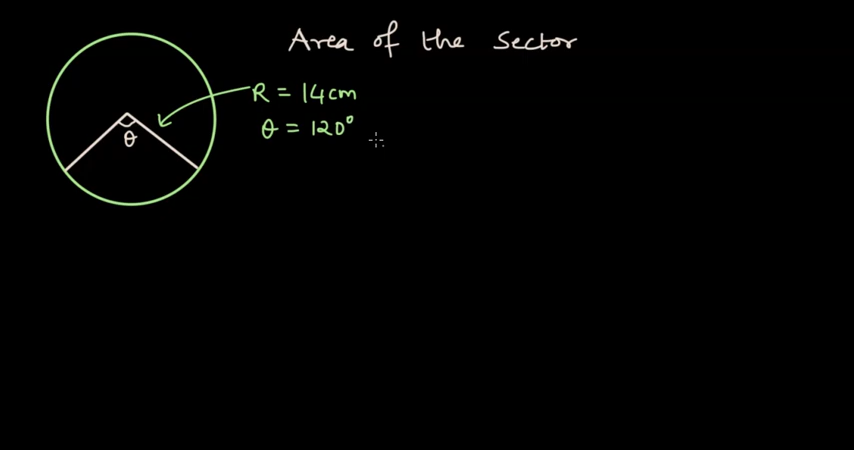 Area of the sector
R = 14cm
θ = 120°
θ